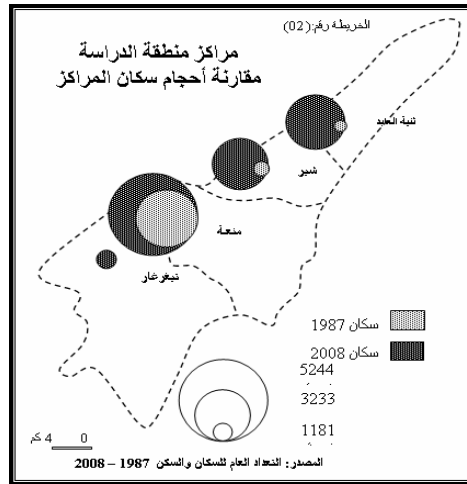 الخريطة رقم:(02)
مراكز منطقة الدراسة
مقارنة أحجام سكان المراكز
ثنية العابد
شير
منعة
تيغرغار
سكان 1987
سكان 2008
5244
3233
1181
0 4 كم
المصدر: التعداد العام للسكان والسكن 1987 – 2008